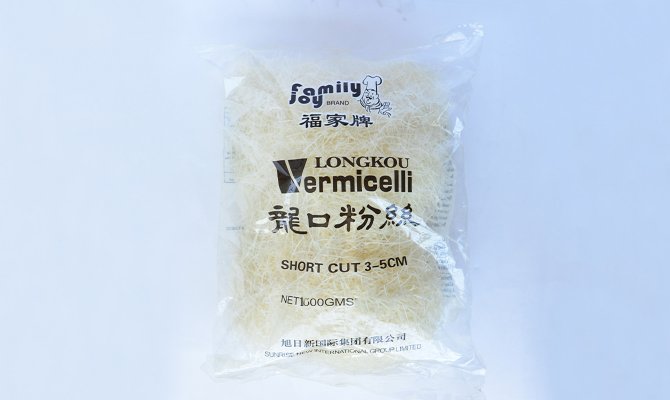 Family
Joy BRAND
福家牌
LONGKOU
Vermicelli
龍口粉絲
SHORT CUT 3-5CM
NET1000GMS
旭日新国际集团有限公司
SUNRISE NEW INTERNATIONAL GROUP LIMITED